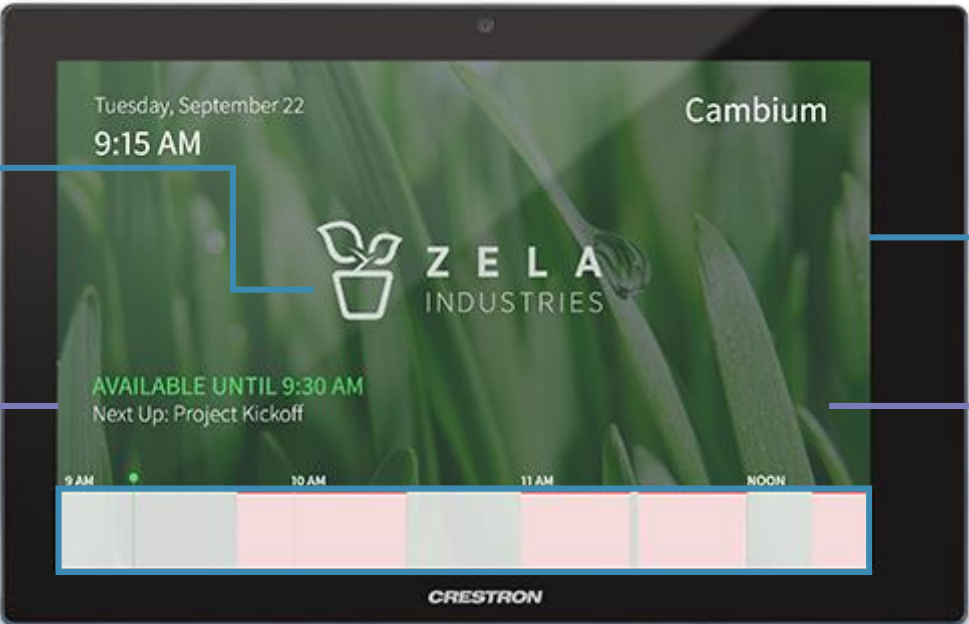 Tuesday, September 22
9:15 AM
Cambium
ZELA
INDUSTRIES
AVAILABLE UNTIL 9:30 AM
Next Up: Project Kickoff
9 AM
10 AM
11 AM
NOON
CRESTRON